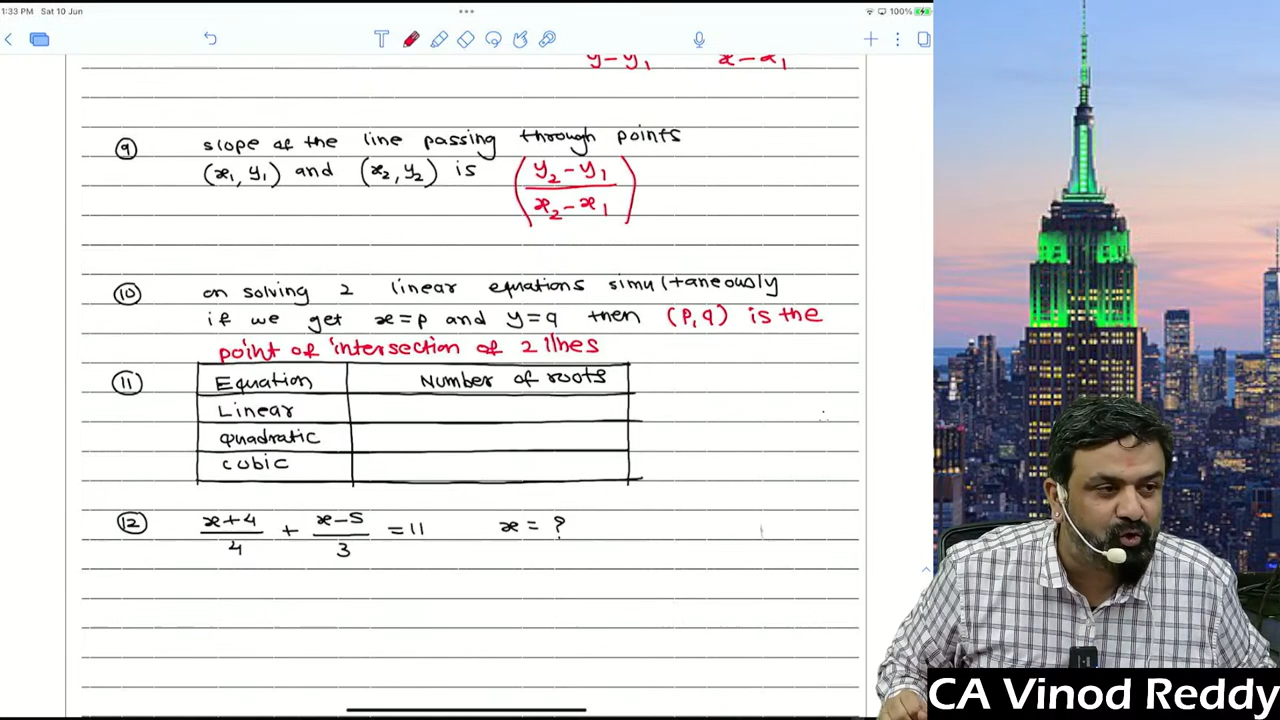 1:33 PM Sat 10 Jun
100%
y-y₁ x-x₁
⑨ slope of the line passing through points
(x₁, y₁) and (x₂, y₂) is (y₂-y₁ / x₂-x₁)
⑩ on solving 2 linear equations simultaneously
if we get x=p and y=q then (p,q) is the
point of intersection of 2 lines
⑪ Equation Number of roots
Linear
quadratic
cubic
⑫ x+4/4 + x-5/3 = 11 x = ?
CA Vinod Reddy